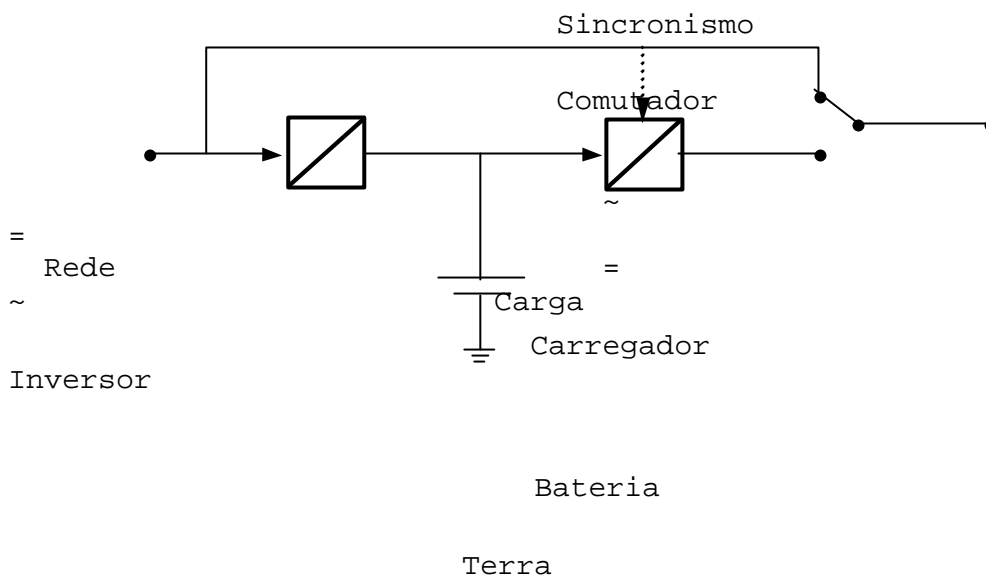 Sincronismo
Comutador
~
=
Rede
=
~
Carga
Carregador
Inversor
Bateria
Terra